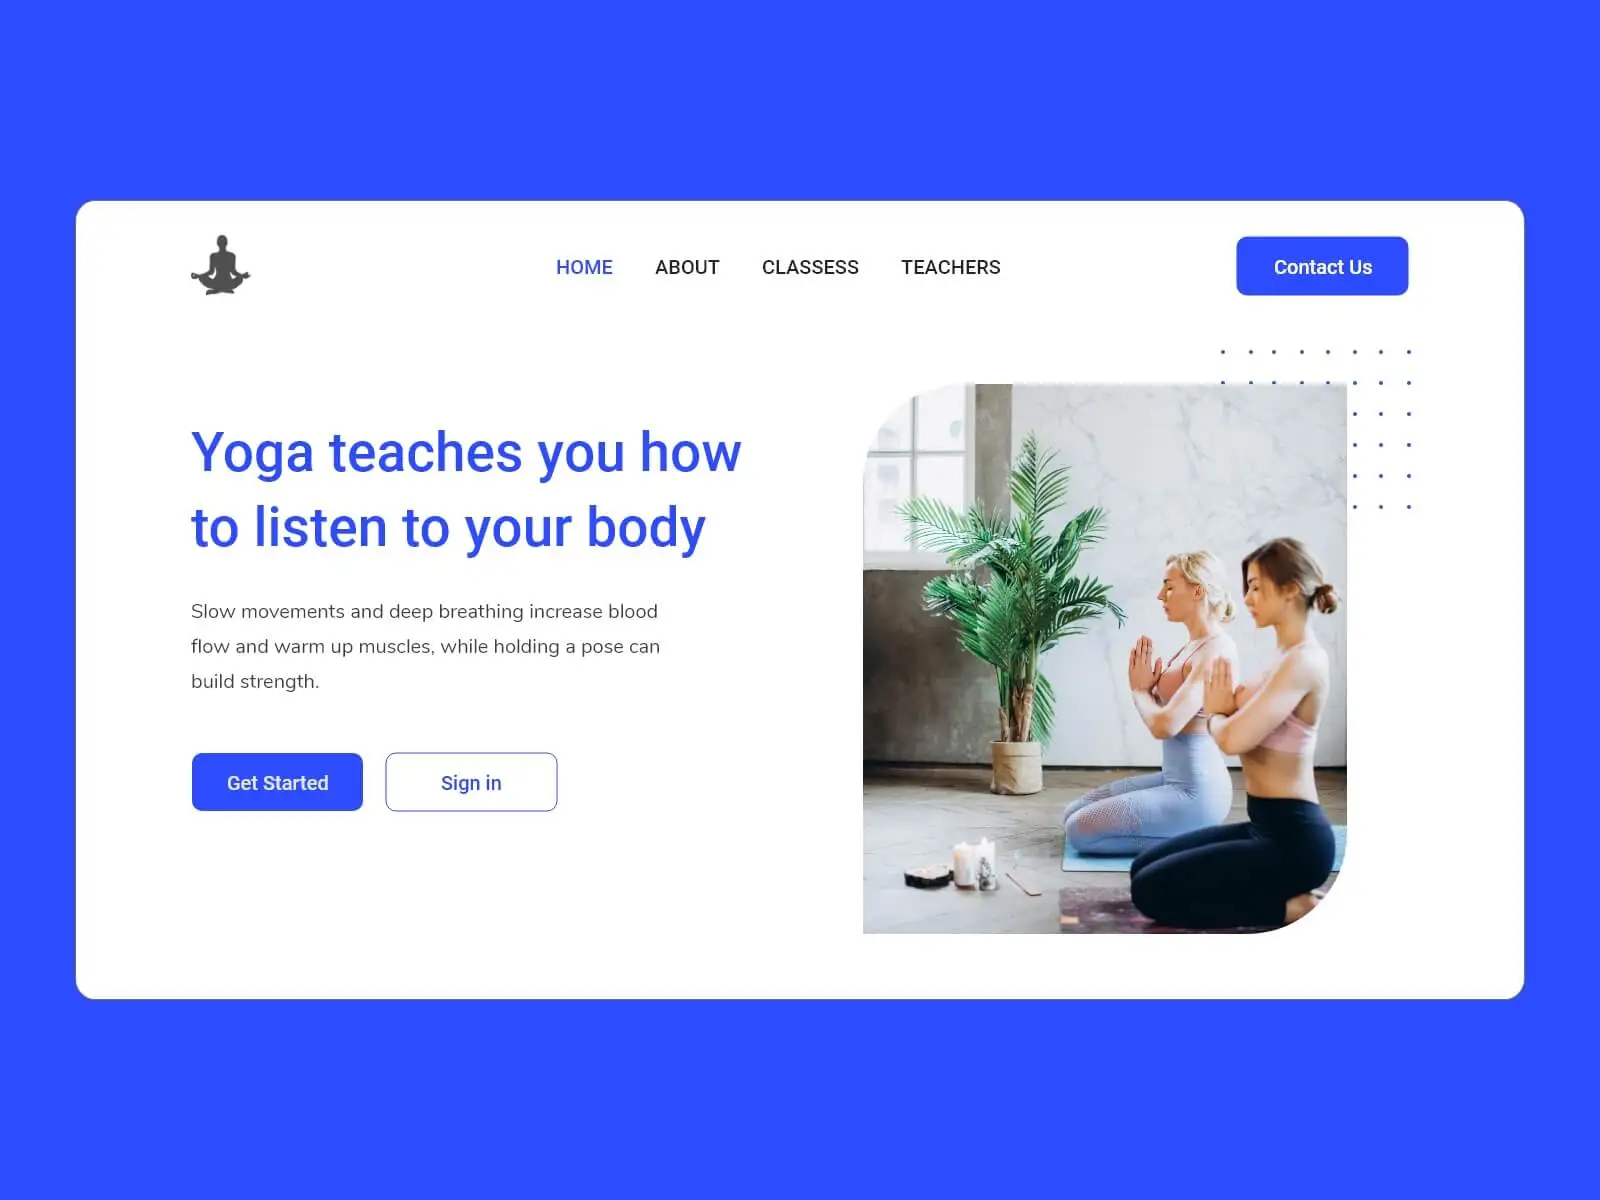 HOME ABOUT CLASSESS TEACHERS Contact Us
Yoga teaches you how
to listen to your body
Slow movements and deep breathing increase blood
flow and warm up muscles, while holding a pose can
build strength.
Get Started Sign in